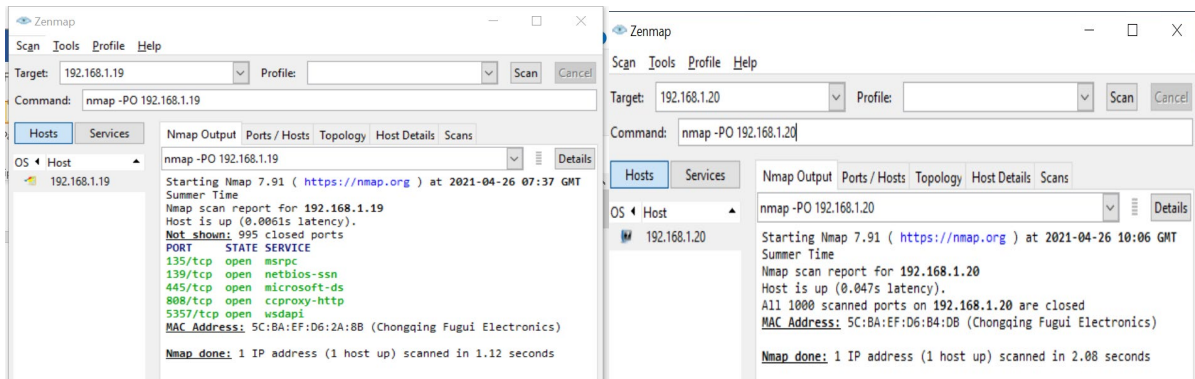 Zenmap
Scan Tools Profile Help
Target: 192.168.1.19 Profile: Scan Cancel
Command: nmap -PO 192.168.1.19
Hosts Services
Nmap Output Ports / Hosts Topology Host Details Scans
OS Host
nmap -PO 192.168.1.19 Details
192.168.1.19
Starting Nmap 7.91 ( https://nmap.org ) at 2021-04-26 07:37 GMT
Summer Time
Nmap scan report for 192.168.1.19
Host is up (0.0061s latency).
Not shown: 995 closed ports
PORT STATE SERVICE
135/tcp open msrpc
139/tcp open netbios-ssn
445/tcp open microsoft-ds
808/tcp open ccproxy-http
5357/tcp open wsdapi
MAC Address: 5C:BA:EF:D6:2A:8B (Chongqing Fugui Electronics)
Nmap done: 1 IP address (1 host up) scanned in 1.12 seconds
Zenmap
Scan Tools Profile Help
Target: 192.168.1.20 Profile: Scan Cancel
Command: nmap -PO 192.168.1.20
Hosts Services
Nmap Output Ports / Hosts Topology Host Details Scans
OS Host
nmap -PO 192.168.1.20 Details
192.168.1.20
Starting Nmap 7.91 ( https://nmap.org ) at 2021-04-26 10:06 GMT
Summer Time
Nmap scan report for 192.168.1.20
Host is up (0.047s latency).
All 1000 scanned ports on 192.168.1.20 are closed
MAC Address: 5C:BA:EF:D6:B4:DB (Chongqing Fugui Electronics)
Nmap done: 1 IP address (1 host up) scanned in 2.08 seconds